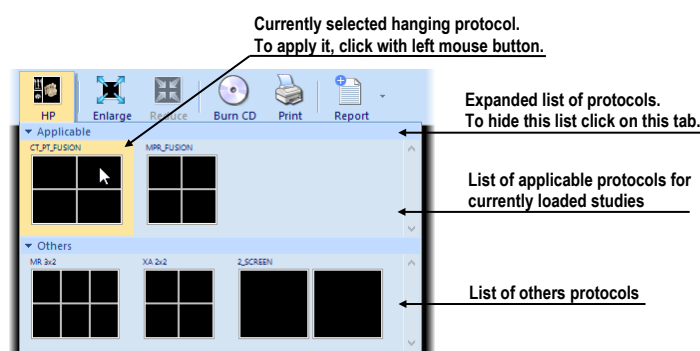 Currently selected hanging protocol.
To apply it, click with left mouse button.
HP Enlarge Reduce Burn CD Print Report
Expanded list of protocols.
To hide this list click on this tab.
Applicable
CT_PT_FUSION MPR_FUSION
List of applicable protocols for
currently loaded studies
Others
MR 3x2 XA 2x2 2_SCREEN
List of others protocols